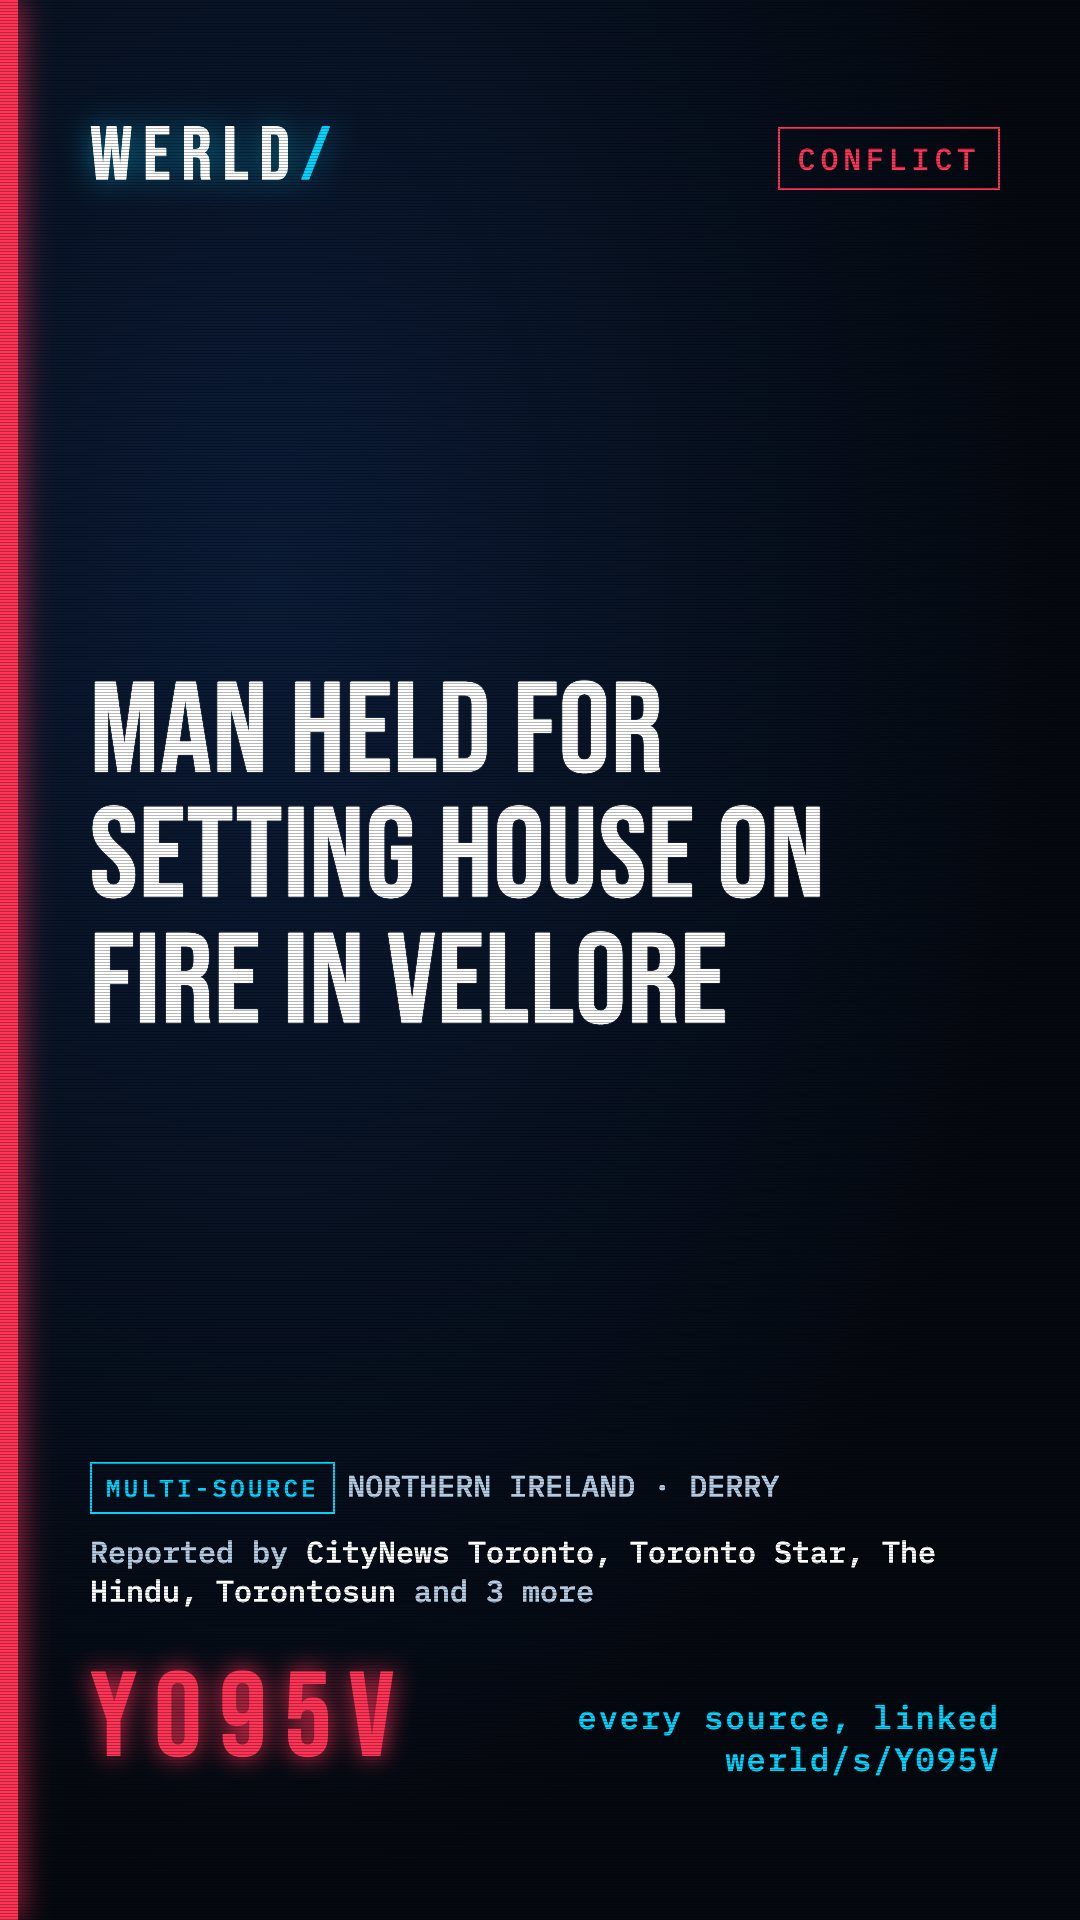 WERLD/
CONFLICT
MAN HELD FOR
SETTING HOUSE ON
FIRE IN VELLORE
MULTI-SOURCE NORTHERN IRELAND · DERRY
Reported by CityNews Toronto, Toronto Star, The
Hindu, Torontosun and 3 more
Y095V
every source, linked
werld/s/Y095V